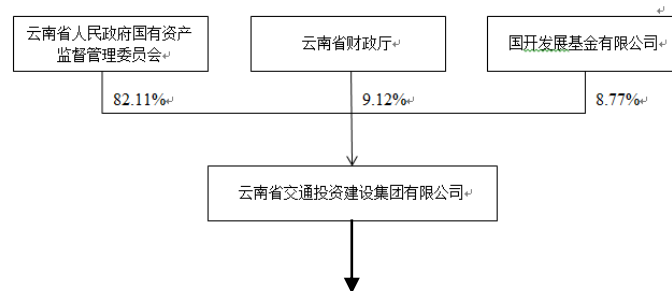 云南省人民政府国有资产
监督管理委员会
云南省财政厅
国开发展基金有限公司
82.11%
9.12%
8.77%
云南省交通投资建设集团有限公司